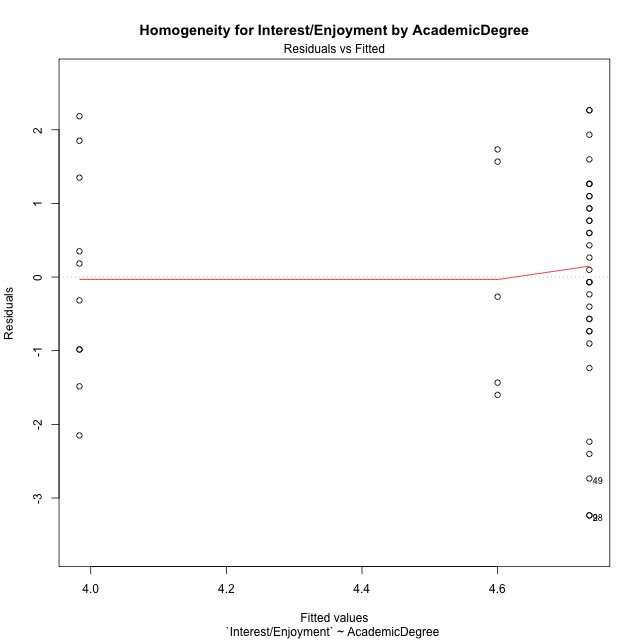 Homogeneity for Interest/Enjoyment by AcademicDegree
Residuals vs Fitted
2
1
0
-1
-2
-3
Residuals
49
4.0 4.2 4.4 4.6
Fitted values
`Interest/Enjoyment` ~ AcademicDegree